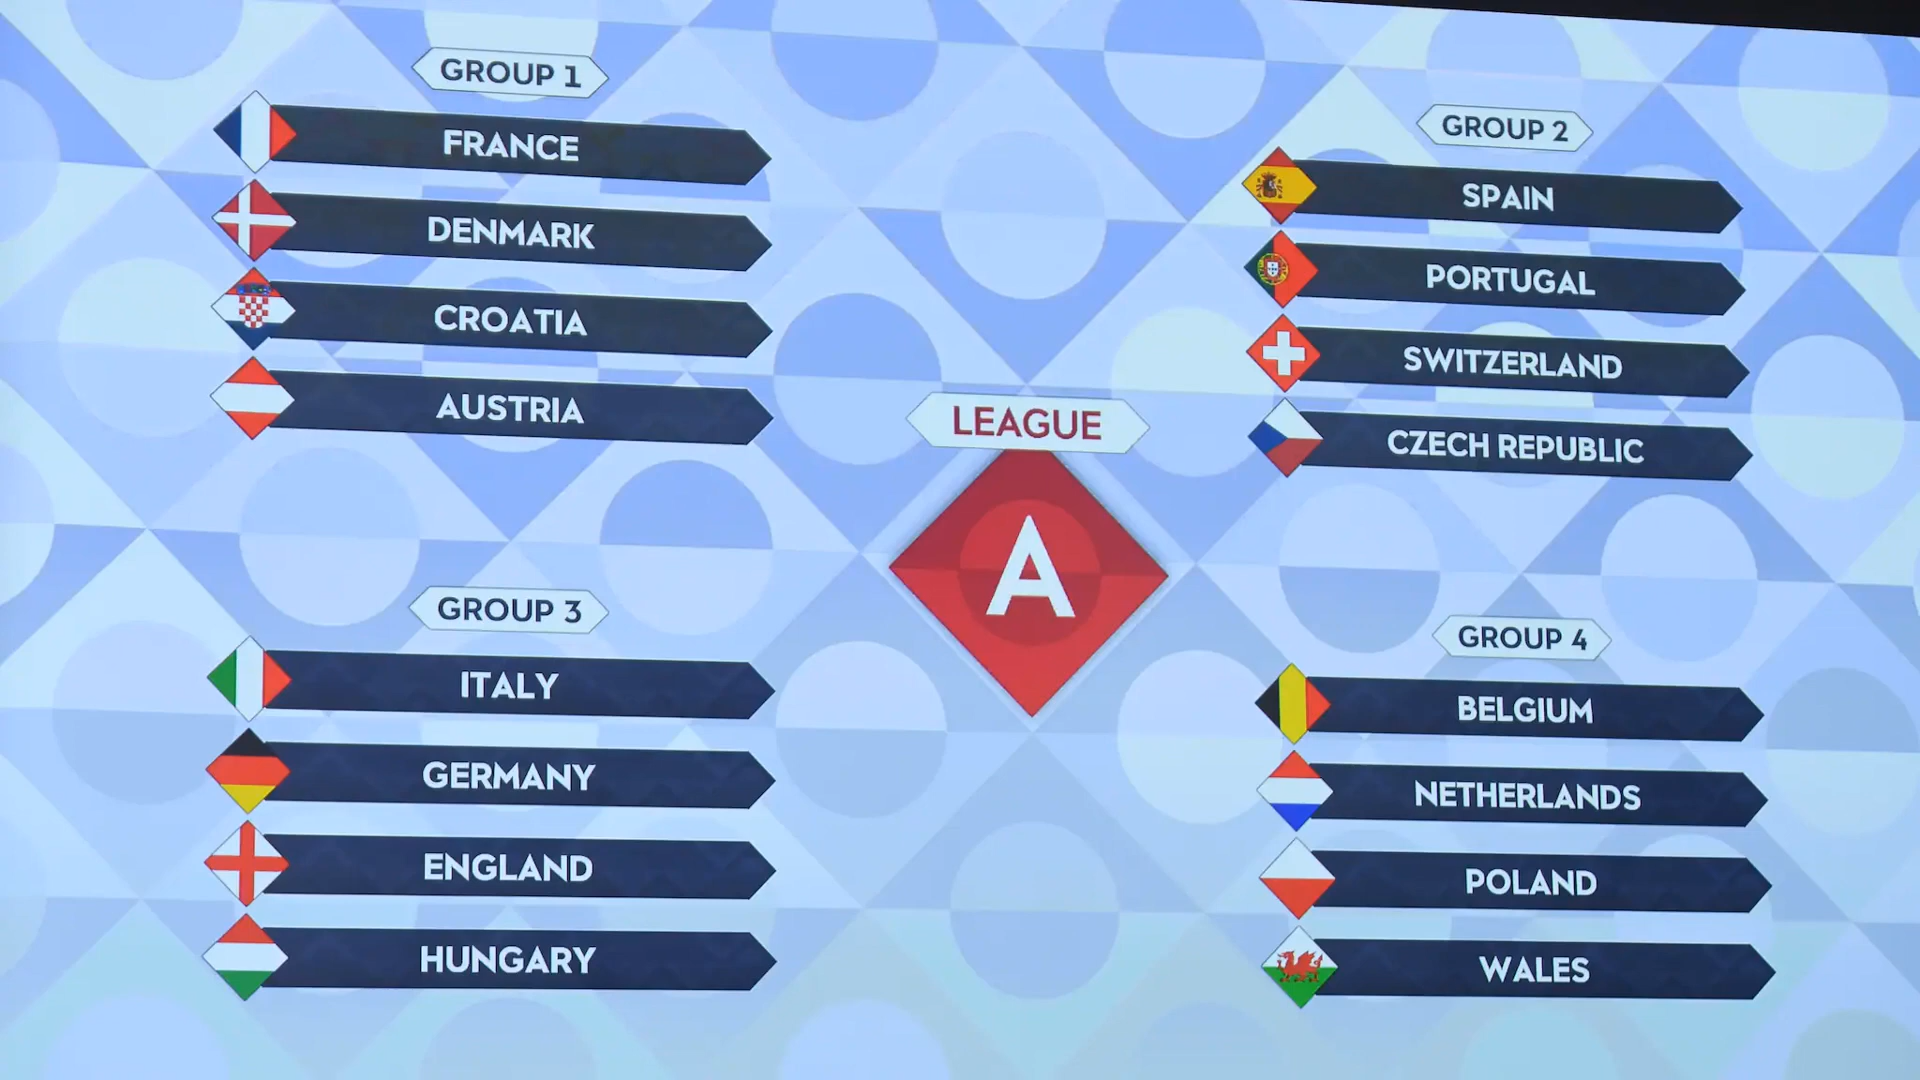 GROUP 1
FRANCE
DENMARK
CROATIA
AUSTRIA
GROUP 2
SPAIN
PORTUGAL
SWITZERLAND
CZECH REPUBLIC
LEAGUE
A
GROUP 3
ITALY
GERMANY
ENGLAND
HUNGARY
GROUP 4
BELGIUM
NETHERLANDS
POLAND
WALES